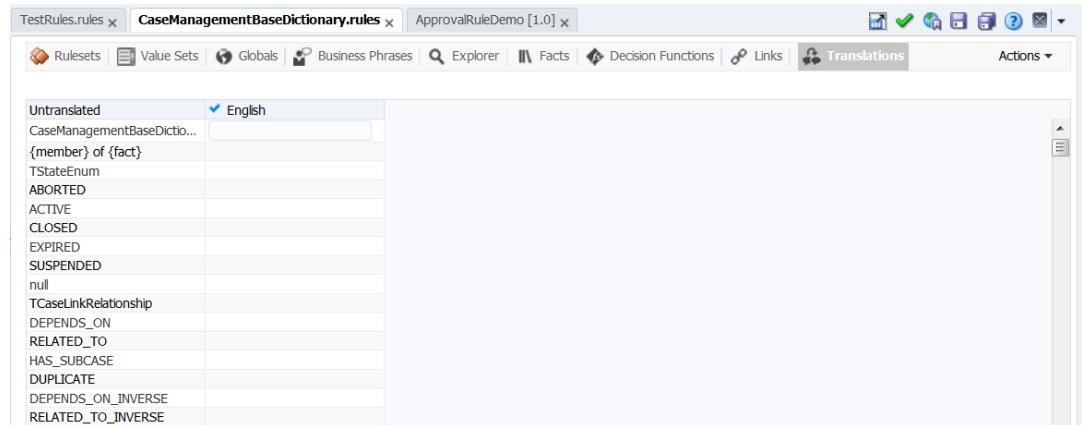 TestRules.rules x CaseManagementBaseDictionary.rules x ApprovalRuleDemo [1.0] x
Rulesets Value Sets Globals Business Phrases Explorer Facts Decision Functions Links Translations Actions
Untranslated English
CaseManagementBaseDictio...
{member} of {fact}
TStateEnum
ABORTED
ACTIVE
CLOSED
EXPIRED
SUSPENDED
null
TCaseLinkRelationship
DEPENDS_ON
RELATED_TO
HAS_SUBCASE
DUPLICATE
DEPENDS_ON_INVERSE
RELATED_TO_INVERSE